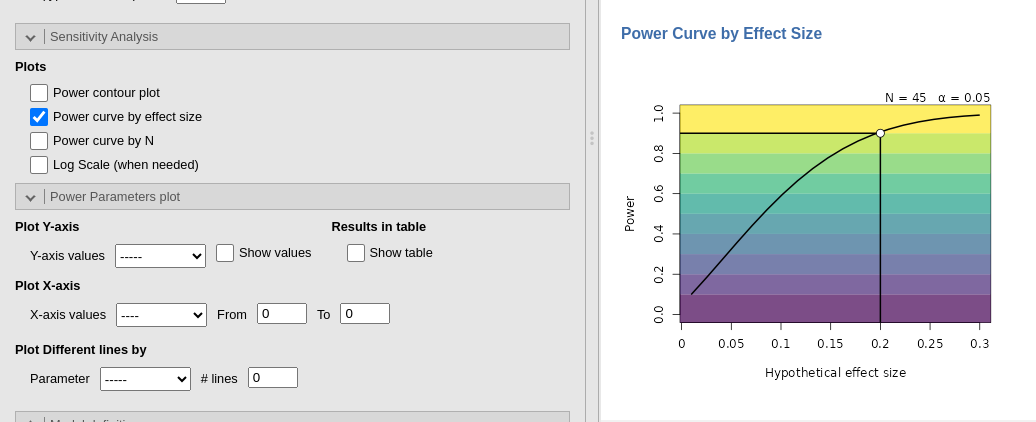 Sensitivity Analysis
Plots
Power contour plot
Power curve by effect size
Power curve by N
Log Scale (when needed)
Power Parameters plot
Plot Y-axis Results in table
Y-axis values ----- Show values Show table
Plot X-axis
X-axis values ---- From 0 To 0
Plot Different lines by
Parameter ----- # lines 0
Power Curve by Effect Size
N = 45 α = 0.05
Power
1.0
0.8
0.6
0.4
0.2
0.0
0 0.05 0.1 0.15 0.2 0.25 0.3
Hypothetical effect size